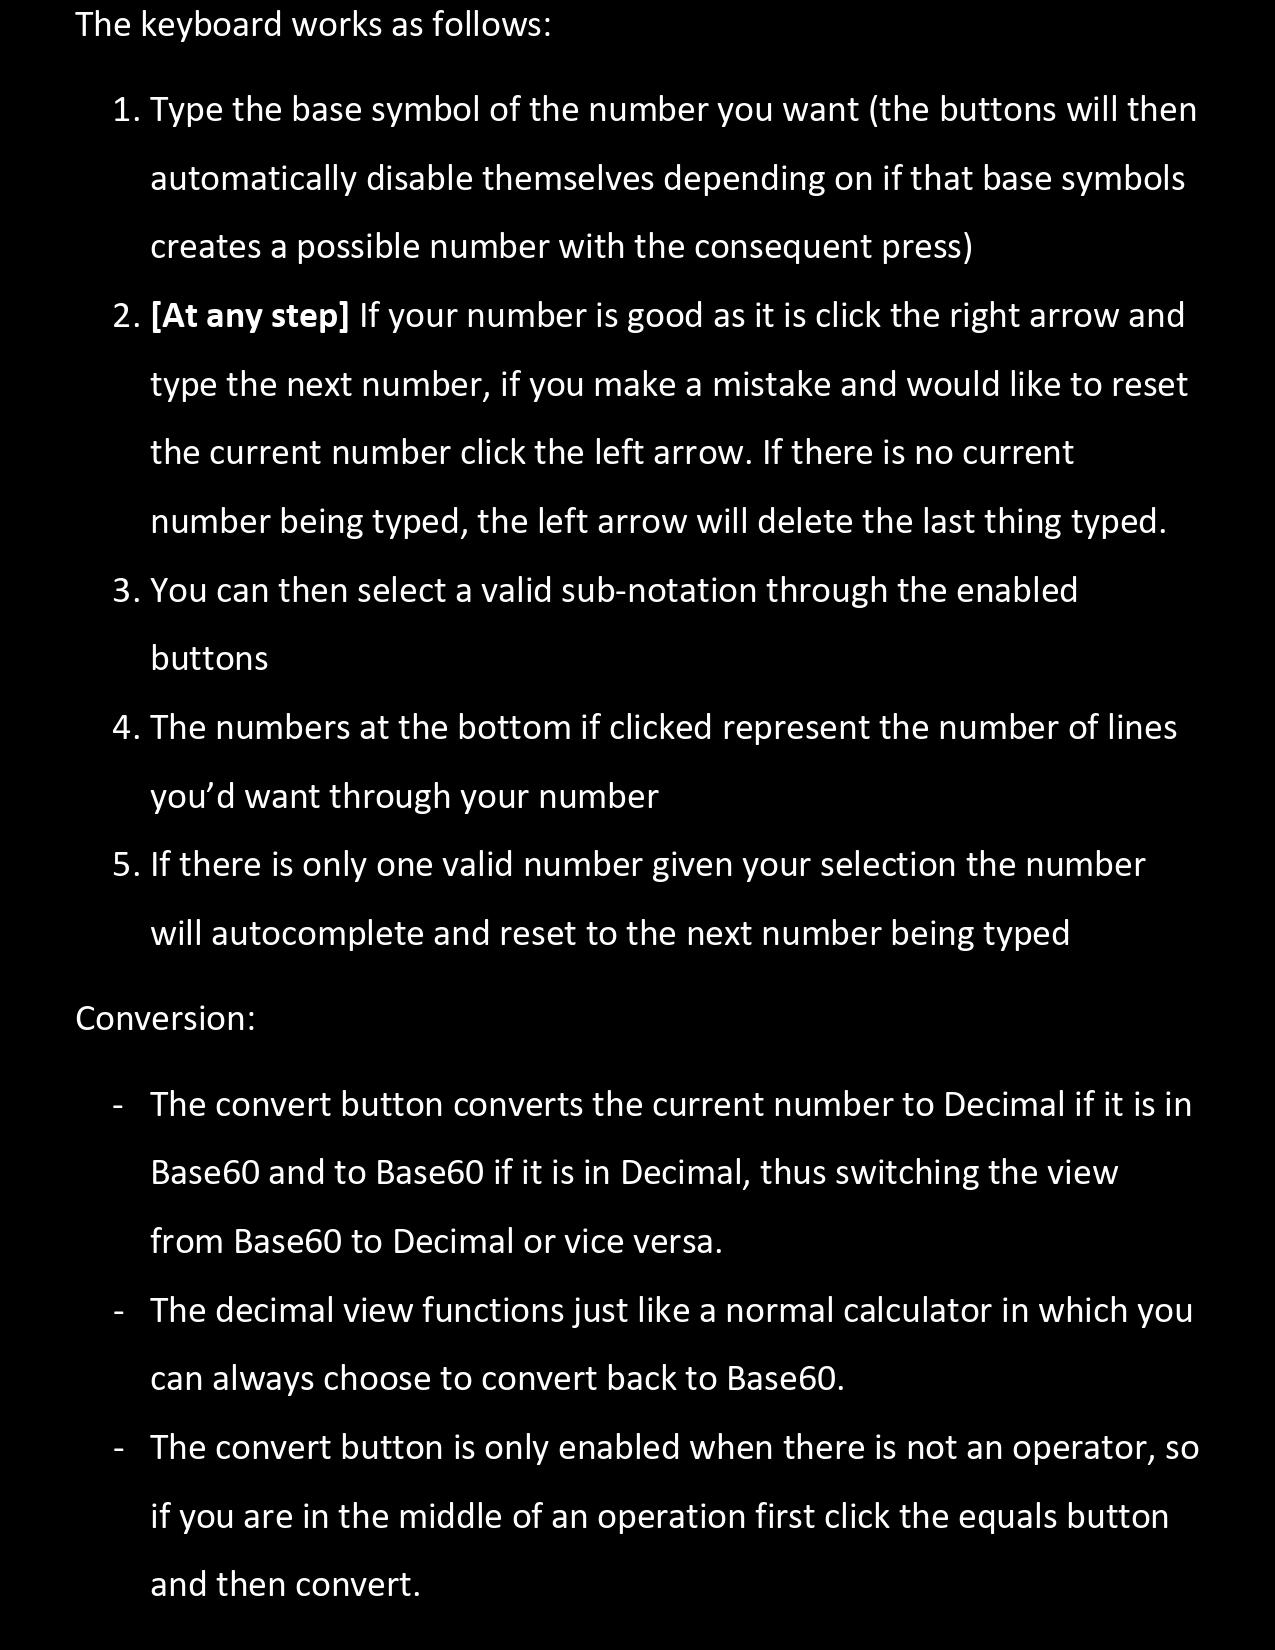 The keyboard works as follows:
1. Type the base symbol of the number you want (the buttons will then
automatically disable themselves depending on if that base symbols
creates a possible number with the consequent press)
2. [At any step] If your number is good as it is click the right arrow and
type the next number, if you make a mistake and would like to reset
the current number click the left arrow. If there is no current
number being typed, the left arrow will delete the last thing typed.
3. You can then select a valid sub-notation through the enabled
buttons
4. The numbers at the bottom if clicked represent the number of lines
you’d want through your number
5. If there is only one valid number given your selection the number
will autocomplete and reset to the next number being typed
Conversion:
- The convert button converts the current number to Decimal if it is in
Base60 and to Base60 if it is in Decimal, thus switching the view
from Base60 to Decimal or vice versa.
- The decimal view functions just like a normal calculator in which you
can always choose to convert back to Base60.
- The convert button is only enabled when there is not an operator, so
if you are in the middle of an operation first click the equals button
and then convert.